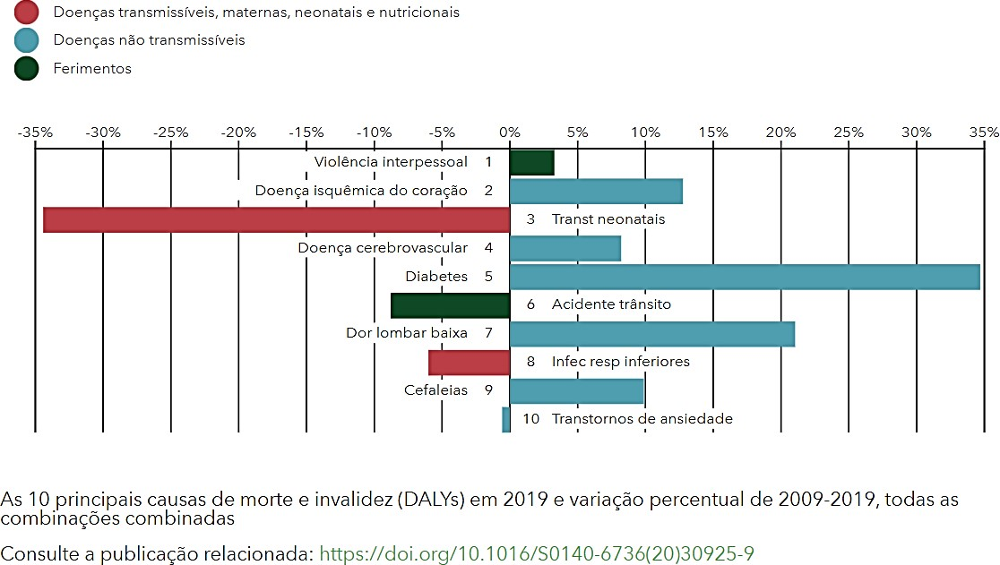 Doenças transmissíveis, maternas, neonatais e nutricionais
Doenças não transmissíveis
Ferimentos
-35% -30% -25% -20% -15% -10% -5% 0% 5% 10% 15% 20% 25% 30% 35%
Violência interpessoal 1
Doença isquêmica do coração 2
3 Transt neonatais
Doença cerebrovascular 4
Diabetes 5
6 Acidente trânsito
Dor lombar baixa 7
8 Infec resp inferiores
Cefaleias 9
10 Transtornos de ansiedade
As 10 principais causas de morte e invalidez (DALYs) em 2019 e variação percentual de 2009-2019, todas as
combinações combinadas
Consulte a publicação relacionada: https://doi.org/10.1016/S0140-6736(20)30925-9